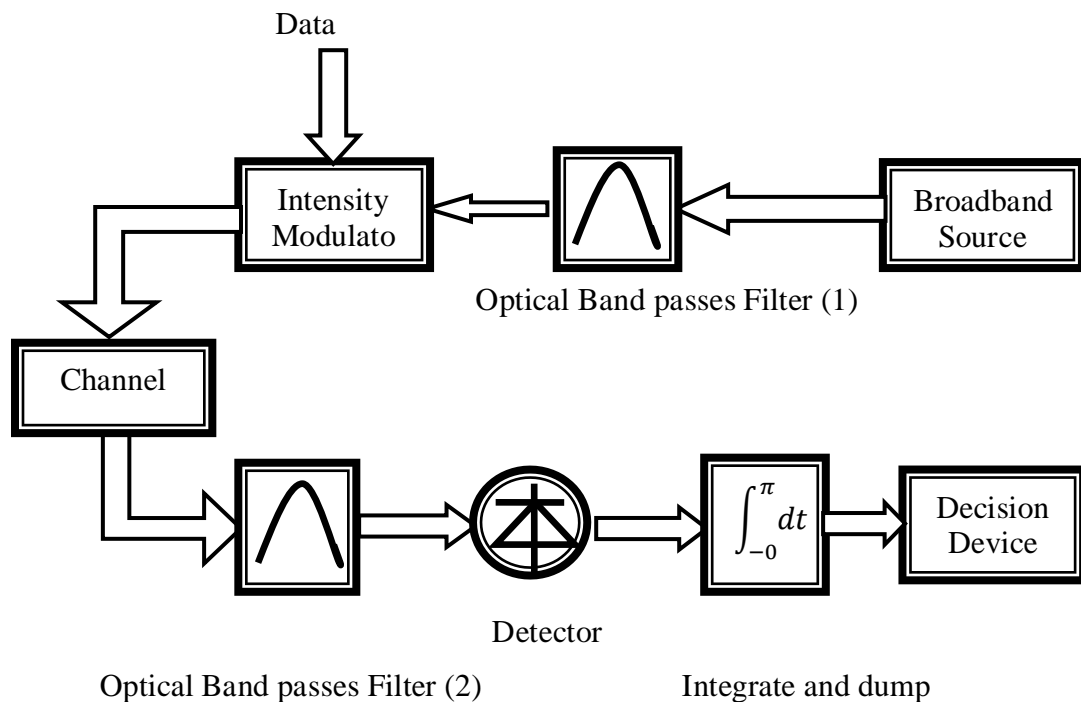 Data
Intensity
Modulato
Broadband
Source
Optical Band passes Filter (1)
Channel
∫_{-0}^{π} dt
Decision
Device
Detector
Optical Band passes Filter (2)
Integrate and dump